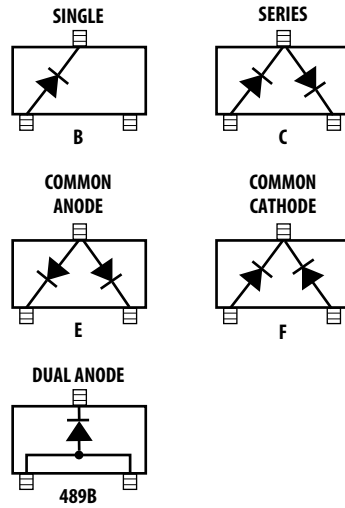 SINGLE
SERIES
B
C
COMMON
ANODE
COMMON
CATHODE
E
F
DUAL ANODE
489B